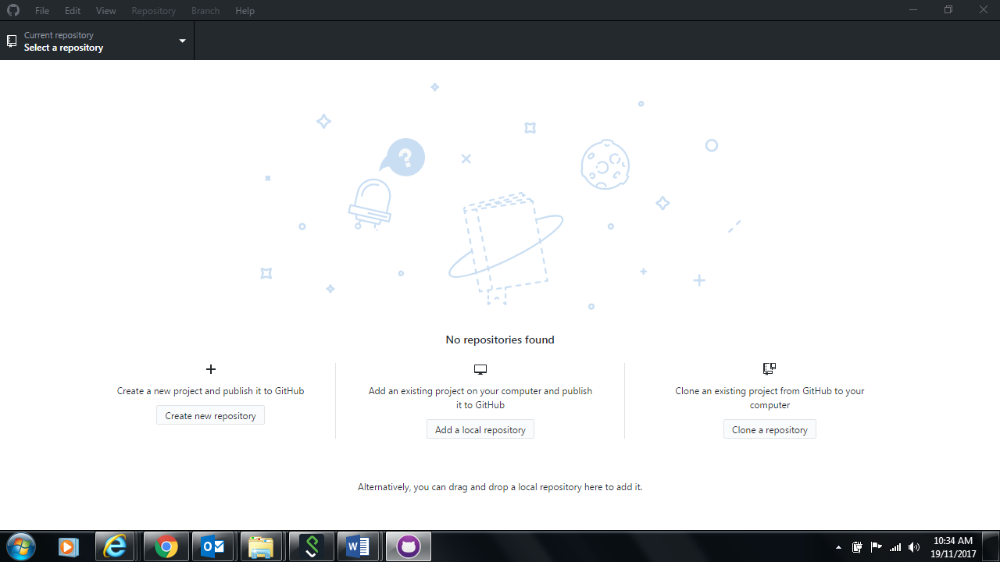 File Edit View Repository Branch Help
Current repository
Select a repository
?
No repositories found
Create a new project and publish it to GitHub
Create new repository
Add an existing project on your computer and publish
it to GitHub
Add a local repository
Clone an existing project from GitHub to your
computer
Clone a repository
Alternatively, you can drag and drop a local repository here to add it.
10:34 AM
19/11/2017